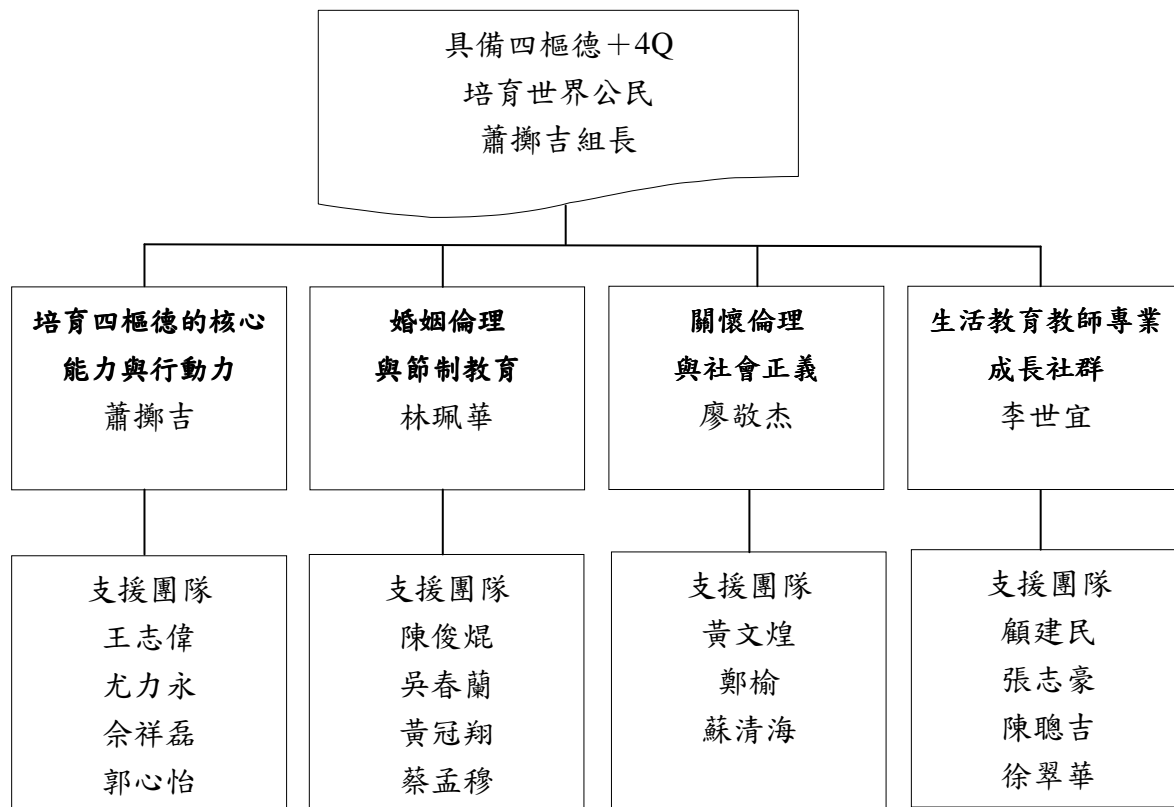 具備四樞德＋4Q
培育世界公民
蕭擲吉組長
培育四樞德的核心
能力與行動力
蕭擲吉
婚姻倫理
與節制教育
林珮華
關懷倫理
與社會正義
廖敬杰
生活教育教師專業
成長社群
李世宜
支援團隊
王志偉
尤力永
佘祥磊
郭心怡
支援團隊
陳俊焜
吳春蘭
黃冠翔
蔡孟穆
支援團隊
黃文煌
鄭榆
蘇清海
支援團隊
顧建民
張志豪
陳聰吉
徐翠華